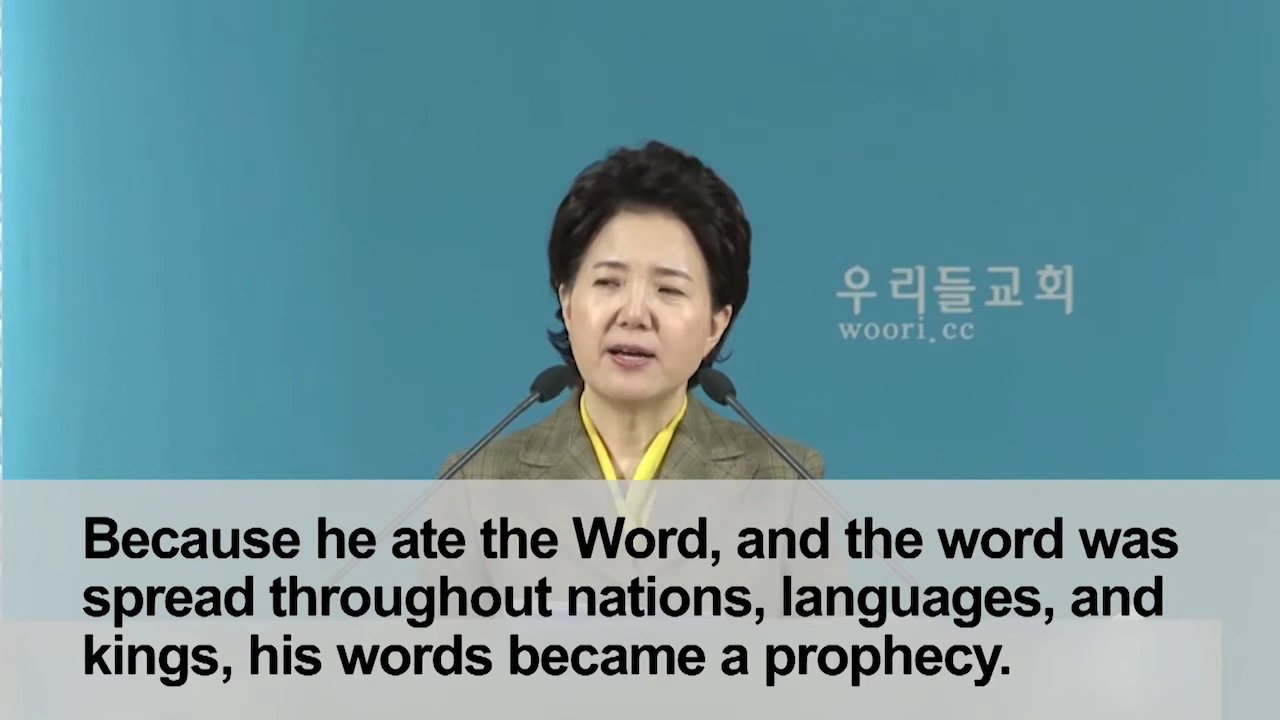 우리들교회
woori.cc
Because he ate the Word, and the word was
spread throughout nations, languages, and
kings, his words became a prophecy.